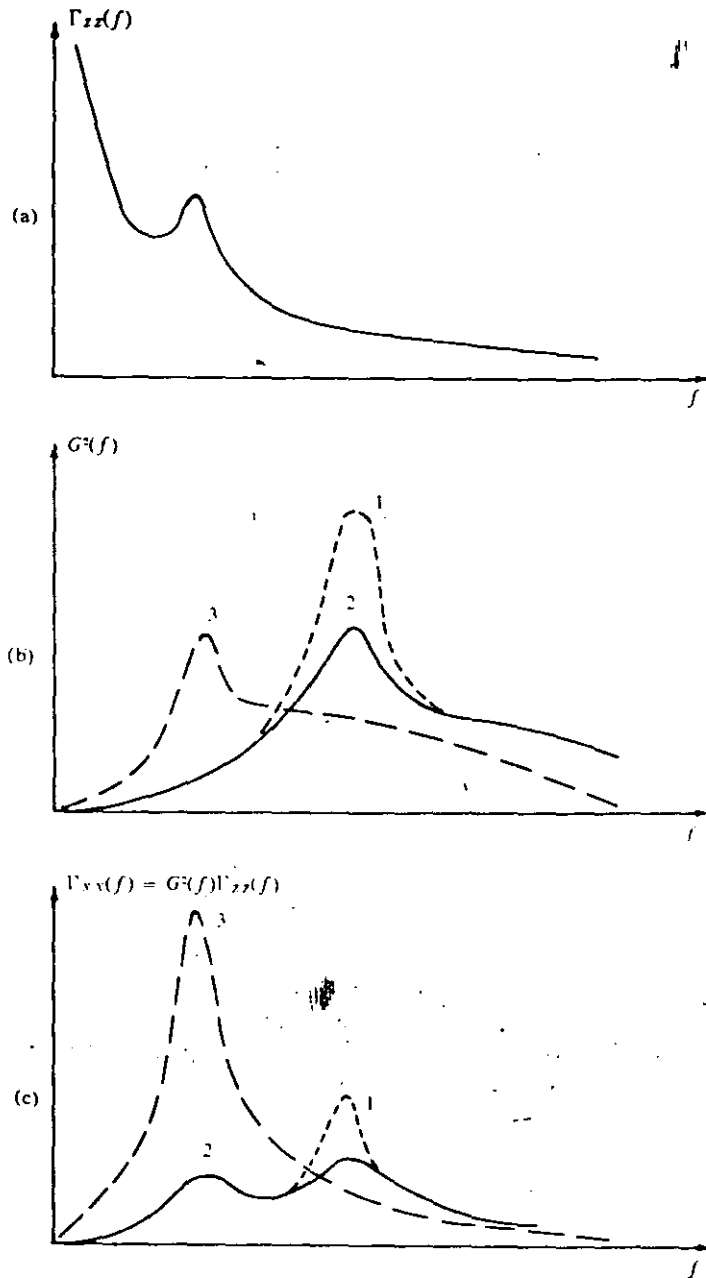 Γzz(f)
(a)
f
G²(f)
1
2
3
(b)
f
Γxx(f) = G²(f)Γzz(f)
3
1
2
(c)
f